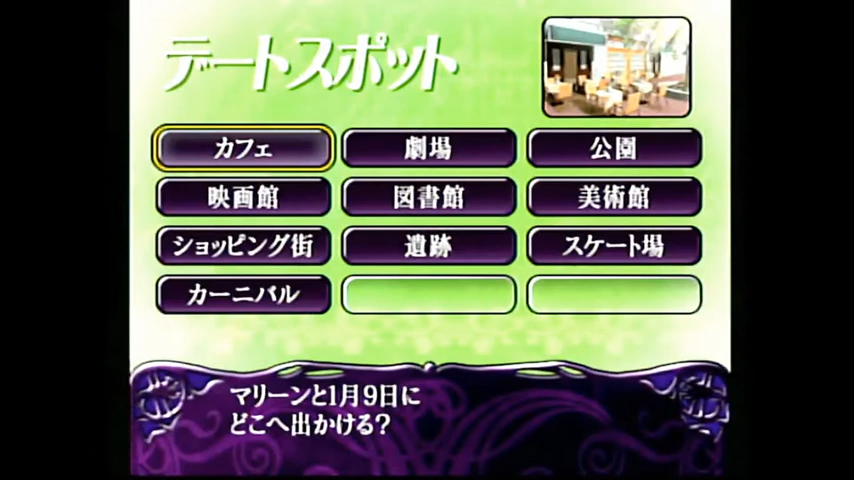 デートスポット
カフェ 劇場 公園
映画館 図書館 美術館
ショッピング街 遺跡 スケート場
カーニバル
マリーンと1月9日に
どこへ出かける?